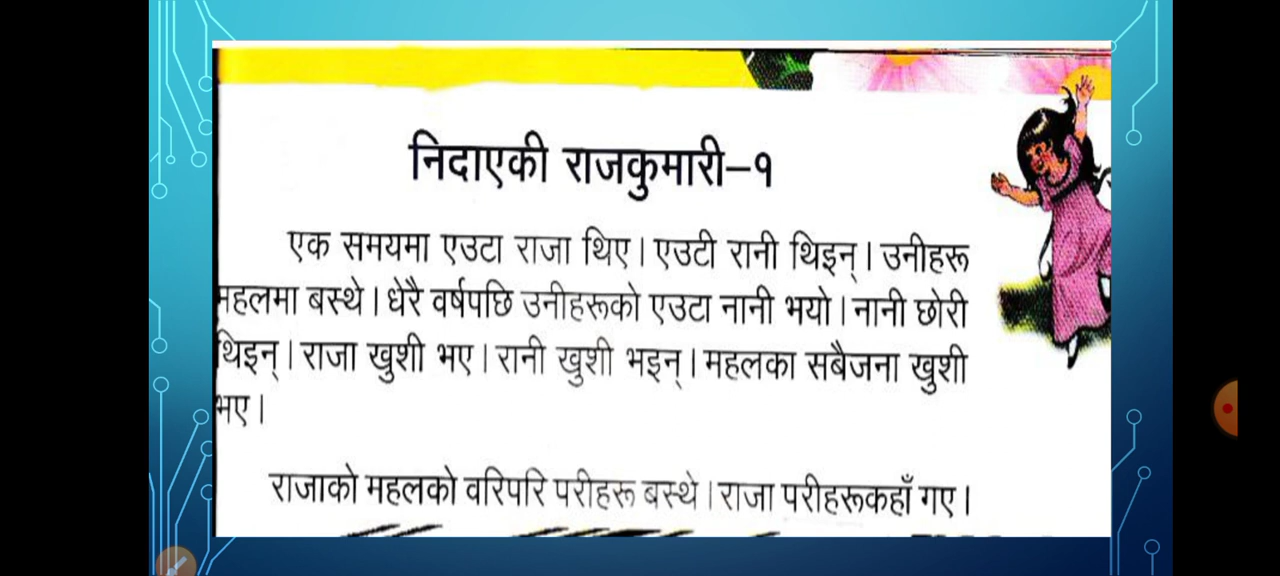 निदाएकी राजकुमारी–१
एक समयमा एउटा राजा थिए। एउटी रानी थिइन्। उनीहरू
महलमा बस्थे। धेरै वर्षपछि उनीहरूको एउटा नानी भयो। नानी छोरी
थिइन्। राजा खुशी भए। रानी खुशी भइन्। महलका सबैजना खुशी
भए।
राजाको महलको वरिपरि परीहरू बस्थे। राजा परीहरूकहाँ गए।